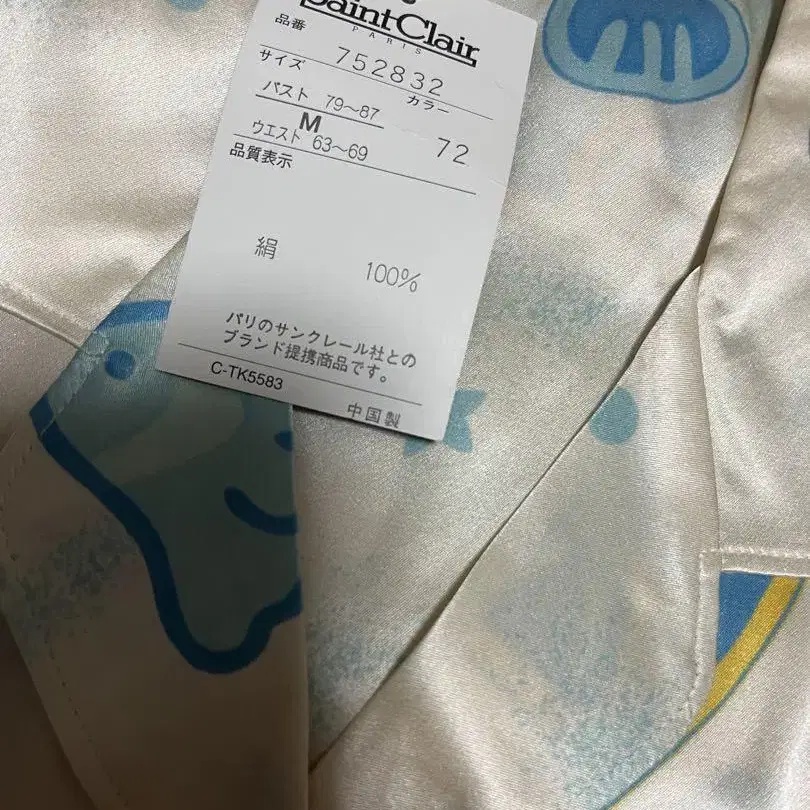 Saint Clair
PARIS
品番 752832
サイズ カラー
バスト 79〜87
M 72
ウエスト 63〜69
品質表示
絹 100%
パリのサンクレール社との
ブランド提携商品です。
C-TK5583
中国製